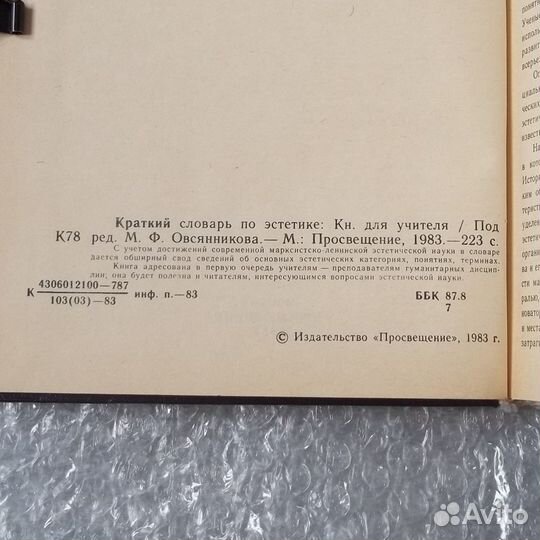 Краткий словарь по эстетике: Кн. для учителя / Под
К78 ред. М. Ф. Овсянникова.— М.: Просвещение, 1983.—223 с.
С учетом достижений современной марксистско-ленинской эстетической науки в словаре
дается обширный свод сведений об основных эстетических категориях, понятиях, терминах.
Книга адресована в первую очередь учителям — преподавателям гуманитарных дисцип-
лин; она будет полезна и читателям, интересующимся вопросами эстетической науки.
4306012100—787
К инф. п.—83
103(03)—83
ББК 87.8
7
© Издательство «Просвещение», 1983 г.
Avito